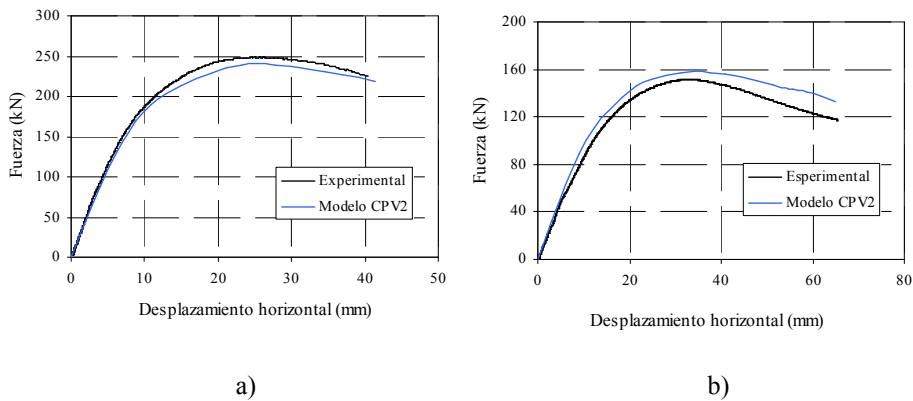 300
250
200
150
100
50
0
Fuerza (kN)
Experimental
Modelo CPV2
0 10 20 30 40 50
Desplazamiento horizontal (mm)
a)
200
160
120
80
40
0
Fuerza (kN)
Esperimental
Modelo CPV2
0 20 40 60 80
Desplazamiento horizontal (mm)
b)